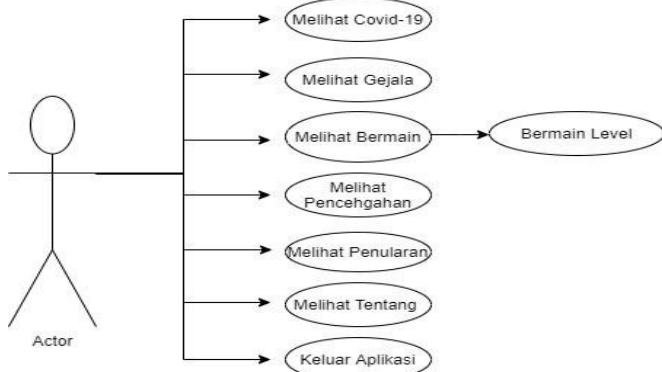 Melihat Covid-19
Melihat Gejala
Melihat Bermain
Bermain Level
Melihat
Pencehgahan
Melihat Penularan
Melihat Tentang
Keluar Aplikasi
Actor